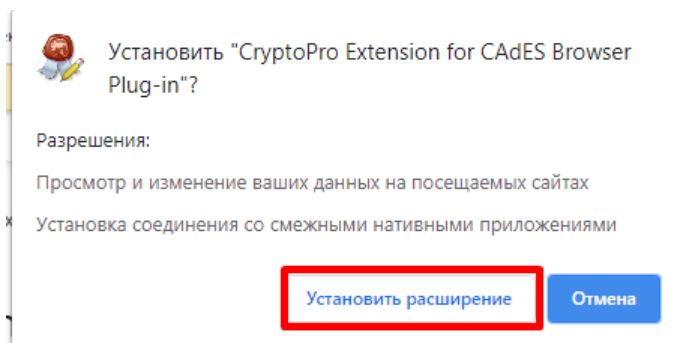 Установить "CryptoPro Extension for CAdES Browser
Plug-in"?
Разрешения:
Просмотр и изменение ваших данных на посещаемых сайтах
Установка соединения со смежными нативными приложениями
Установить расширение
Отмена